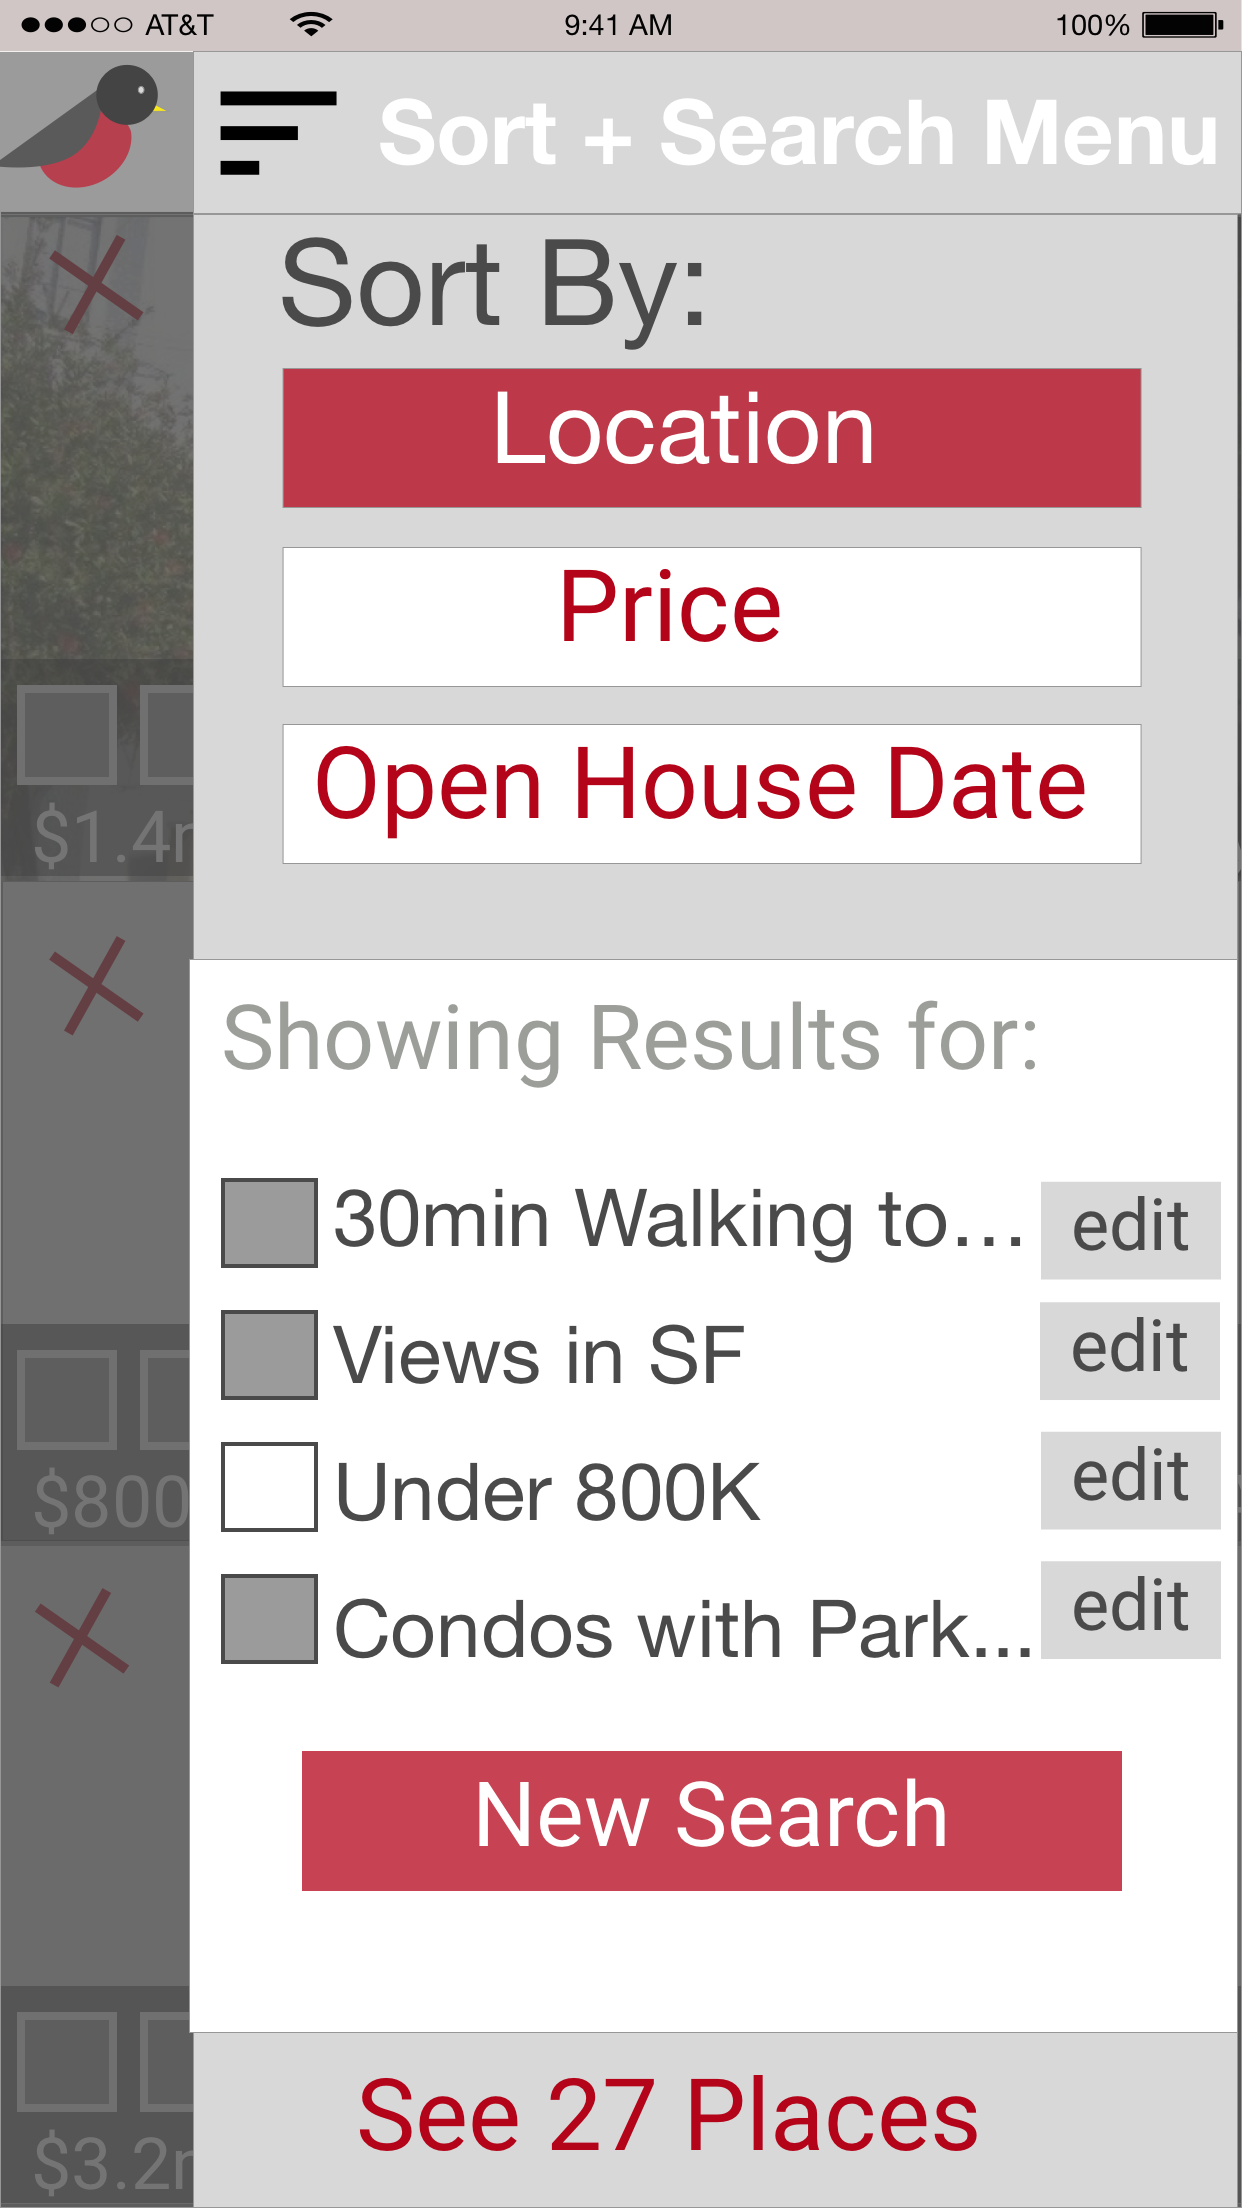 AT&T 9:41 AM 100%
Sort + Search Menu
Sort By:
Location
Price
Open House Date
$1.4
Showing Results for:
30min Walking to... edit
Views in SF edit
Under 800K edit
$800
Condos with Park... edit
New Search
See 27 Places
$3.2